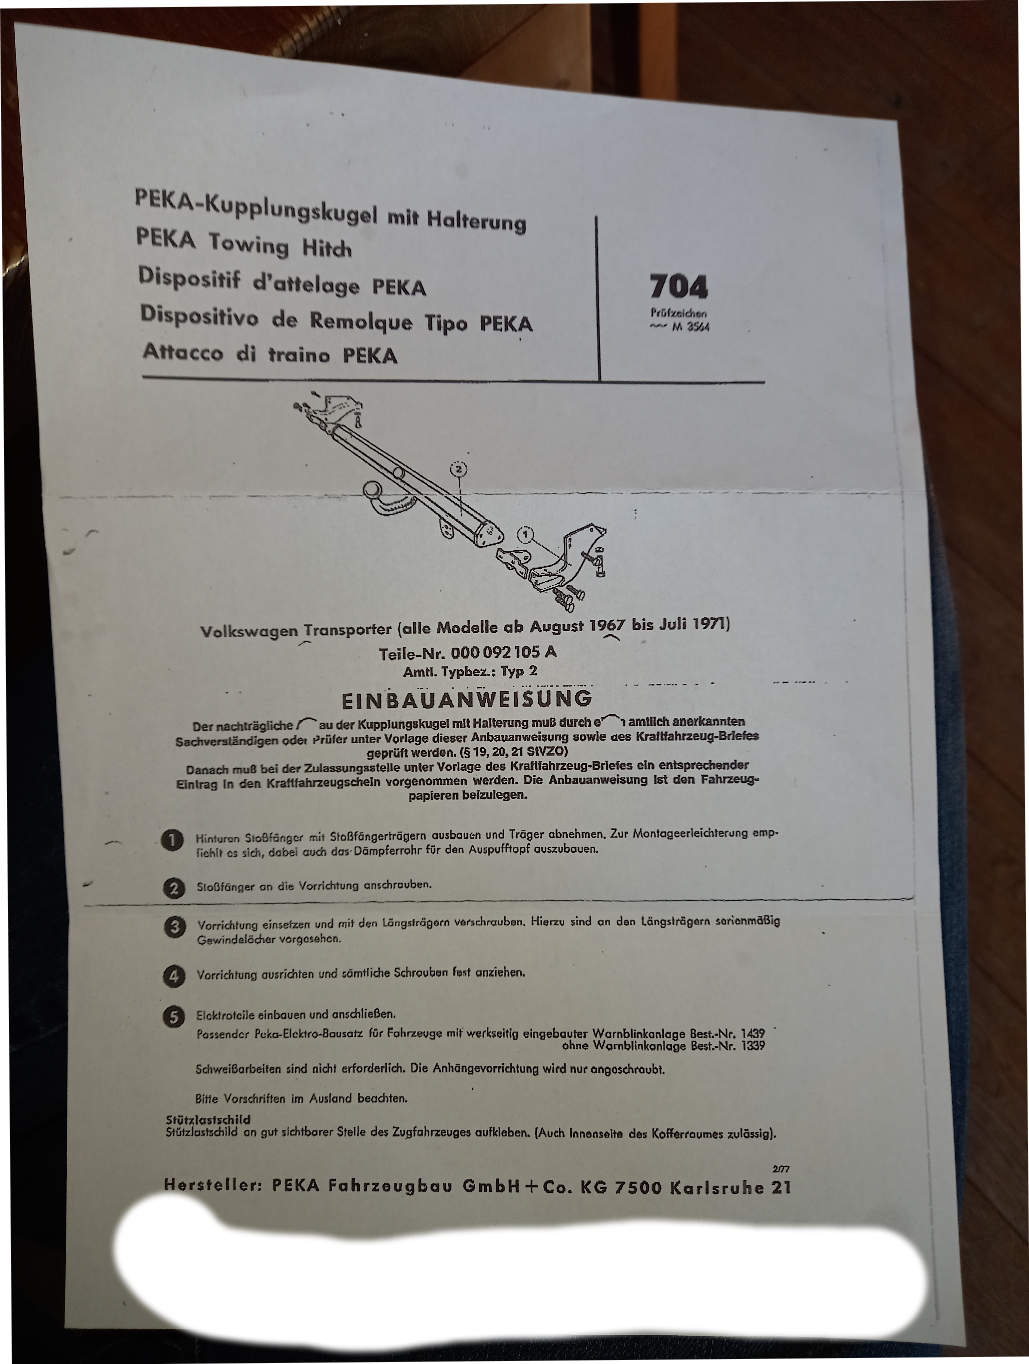 PEKA-Kupplungskugel mit Halterung
PEKA Towing Hitch
Dispositif d'attelage PEKA
Dispositivo de Remolque Tipo PEKA
Attacco di traino PEKA
704
Prüfzeichen
M 3564
2
1
Volkswagen Transporter (alle Modelle ab August 1967 bis Juli 1971)
Teile-Nr. 000 092 105 A
Amtl. Typbez.: Typ 2
EINBAUANWEISUNG
Der nachträgliche au der Kupplungskugel mit Halterung muß durch amtlich anerkannten
Sachverständigen oder Prüfer unter Vorlage dieser Anbauanweisung sowie des Kraftfahrzeug-Briefes
geprüft werden. (§ 19, 20, 21 StVZO)
Danach muß bei der Zulassungsstelle unter Vorlage des Kraftfahrzeug-Briefes ein entsprechender
Eintrag in den Kraftfahrzeugschein vorgenommen werden. Die Anbauanweisung ist den Fahrzeug-
papieren beizulegen.
1 Hinteren Stoßfänger mit Stoßfängerträgern ausbauen und Träger abnehmen. Zur Montageerleichterung emp-
fiehlt es sich, dabei auch das Dämpferrohr für den Auspufftopf auszubauen.
2 Stoßfänger an die Vorrichtung anschrauben.
3 Vorrichtung einsetzen und mit den Längsträgern verschrauben. Hierzu sind an den Längsträgern serienmäßig
Gewindelöcher vorgesehen.
4 Vorrichtung ausrichten und sämtliche Schrauben fest anziehen.
5 Elektroteile einbauen und anschließen.
Passender Peka-Elektro-Bausatz für Fahrzeuge mit werkseitig eingebauter Warnblinkanlage Best.-Nr. 1439
ohne Warnblinkanlage Best.-Nr. 1339
Schweißarbeiten sind nicht erforderlich. Die Anhängevorrichtung wird nur angeschraubt.
Bitte Vorschriften im Ausland beachten.
Stützlastschild
Stützlastschild an gut sichtbarer Stelle des Zugfahrzeuges aufkleben. (Auch Innenseite des Kofferraumes zulässig).
2/77
Hersteller: PEKA Fahrzeugbau GmbH + Co. KG 7500 Karlsruhe 21